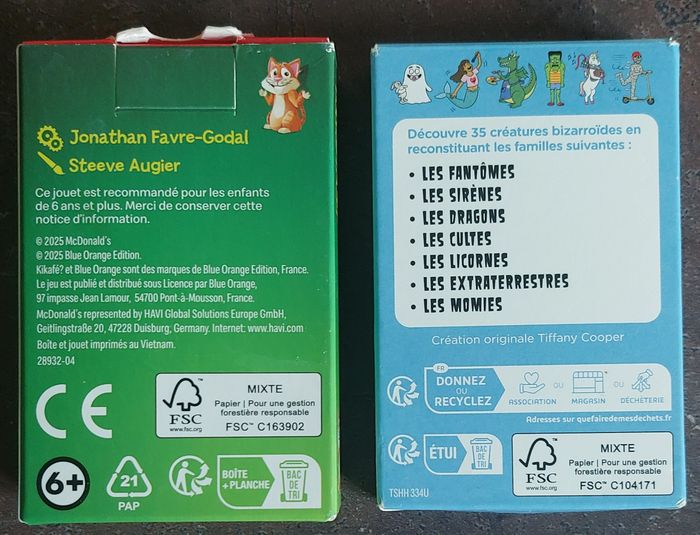 Jonathan Favre-Godal
Steeve Augier
Ce jouet est recommandé pour les enfants
de 6 ans et plus. Merci de conserver cette
notice d'information.
© 2025 McDonald's
© 2025 Blue Orange Edition.
Kikafé? et Blue Orange sont des marques de Blue Orange Edition, France.
Le jeu est publié et distribué sous Licence par Blue Orange,
97 impasse Jean Lamour, 54700 Pont-à-Mousson, France.
McDonald's represented by HAVI Global Solutions Europe GmbH,
Geitlingstraße 20, 47228 Duisburg, Germany. Internet: www.havi.com
Boîte et jouet imprimés au Vietnam.
28932-04
CE
FSC
www.fsc.org
MIXTE
Papier | Pour une gestion
forestière responsable
FSC™ C163902
6+
21
PAP
BOÎTE
+ PLANCHE
BAC
DE
TRI
Découvre 35 créatures bizarroïdes en
reconstituant les familles suivantes :
• LES FANTÔMES
• LES SIRÈNES
• LES DRAGONS
• LES CULTES
• LES LICORNES
• LES EXTRATERRESTRES
• LES MOMIES
Création originale Tiffany Cooper
FR
DONNEZ
OU
RECYCLEZ
ASSOCIATION
OU
MAGASIN
OU
DÉCHÈTERIE
Adresses sur quefairedemesdechets.fr
ÉTUI
BAC
DE
TRI
TSHH 334U
FSC
www.fsc.org
MIXTE
Papier | Pour une gestion
forestière responsable
FSC™ C104171